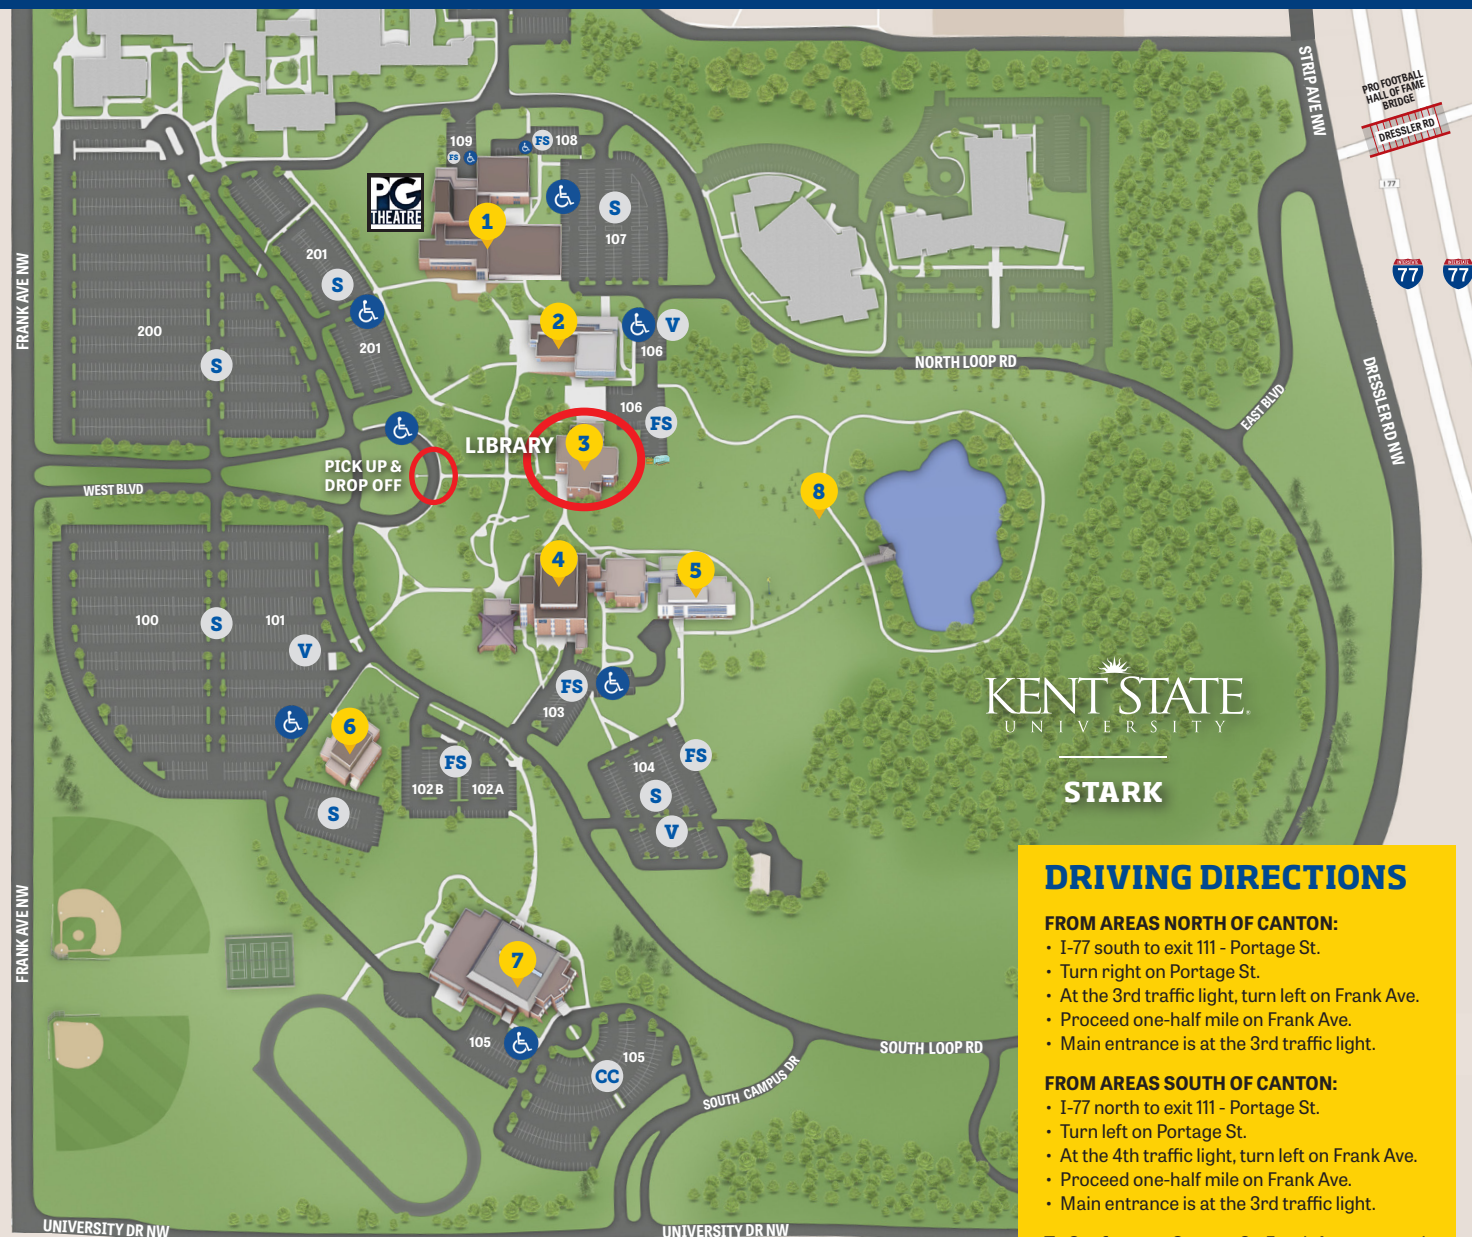 STRIP AVE NW
PRO FOOTBALL
HALL OF FAME
BRIDGE
DRESSLER RD
I 77
77
77
109
FS
FS
108
PG
THEATRE
1
S
107
FRANK AVE NW
201
S
200
S
201
2
V
106
NORTH LOOP RD
EAST BLVD
DRESSLER RD NW
106
FS
LIBRARY
3
PICK UP &
DROP OFF
WEST BLVD
8
4
5
100
S
101
V
FS
103
6
FS
102B
102A
S
104
FS
S
V
KENT STATE
UNIVERSITY
STARK
FRANK AVE NW
7
105
105
CC
SOUTH CAMPUS DR
SOUTH LOOP RD
UNIVERSITY DR NW
UNIVERSITY DR NW
DRIVING DIRECTIONS
FROM AREAS NORTH OF CANTON:
• I-77 south to exit 111 - Portage St.
• Turn right on Portage St.
• At the 3rd traffic light, turn left on Frank Ave.
• Proceed one-half mile on Frank Ave.
• Main entrance is at the 3rd traffic light.
FROM AREAS SOUTH OF CANTON:
• I-77 north to exit 111 - Portage St.
• Turn left on Portage St.
• At the 4th traffic light, turn left on Frank Ave.
• Proceed one-half mile on Frank Ave.
• Main entrance is at the 3rd traffic light.